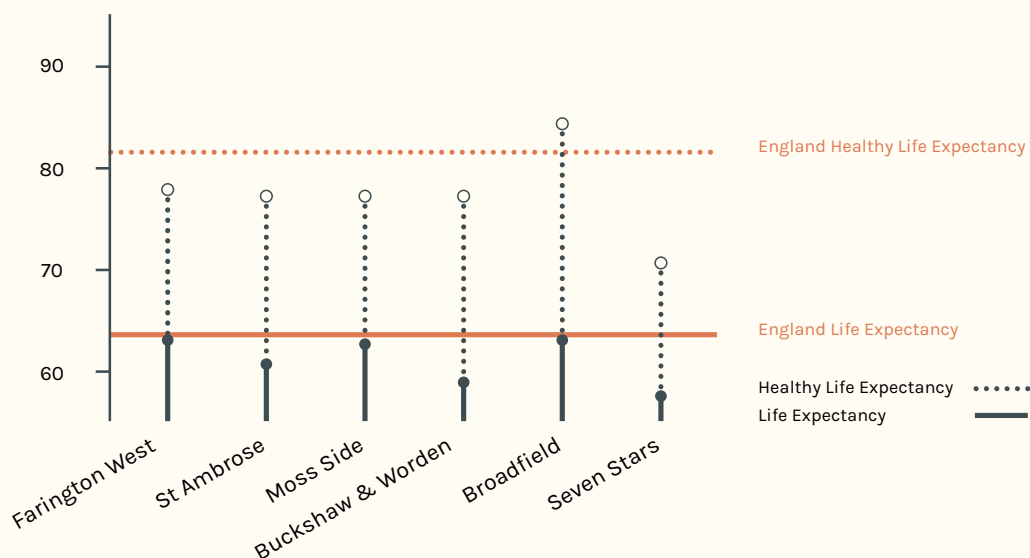 90
80
70
60
England Healthy Life Expectancy
England Life Expectancy
Healthy Life Expectancy
Life Expectancy
Farington West
St Ambrose
Moss Side
Buckshaw & Worden
Broadfield
Seven Stars